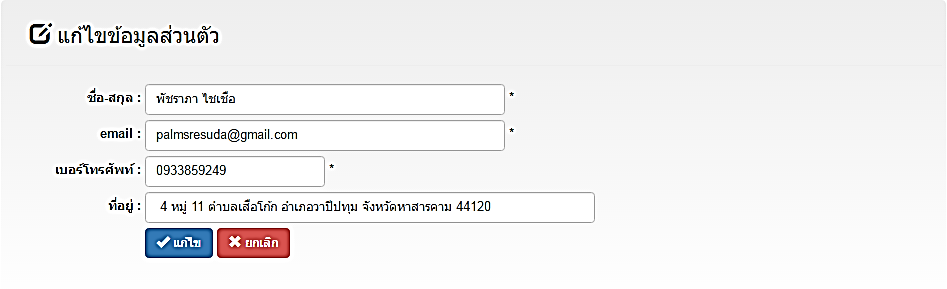 แก้ไขข้อมูลส่วนตัว
ชื่อ-สกุล : พัชราภา ไชเชือ *
email : palmsresuda@gmail.com *
เบอร์โทรศัพท์ : 0933859249 *
ที่อยู่ : 4 หมู่ 11 ตำบลเสือโก้ก อำเภอวาปีปทุม จังหวัดหาสารคาม 44120
แก้ไข ยกเลิก